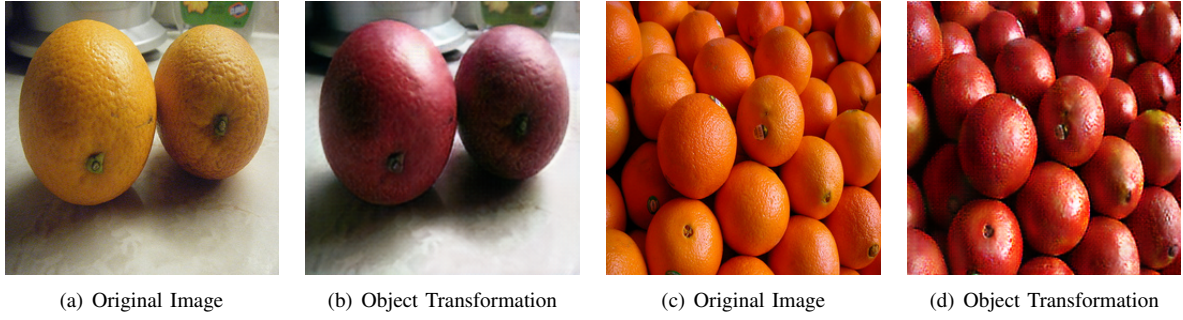 (a) Original Image
(b) Object Transformation
(c) Original Image
(d) Object Transformation